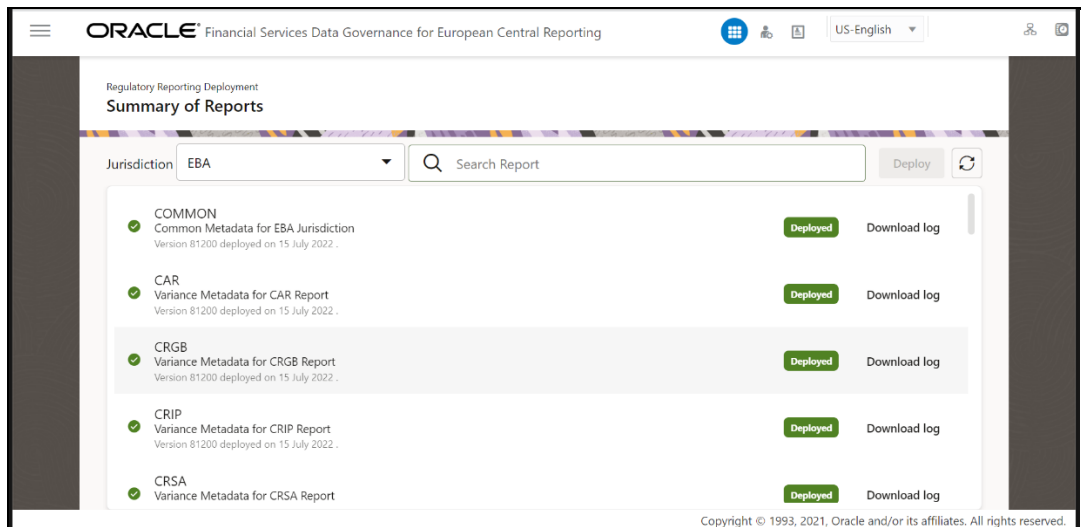 ORACLE® Financial Services Data Governance for European Central Reporting
US-English
Regulatory Reporting Deployment
Summary of Reports
Jurisdiction EBA Search Report Deploy
COMMON
Common Metadata for EBA Jurisdiction Deployed Download log
Version 81200 deployed on 15 July 2022 .
CAR
Variance Metadata for CAR Report Deployed Download log
Version 81200 deployed on 15 July 2022 .
CRGB
Variance Metadata for CRGB Report Deployed Download log
Version 81200 deployed on 15 July 2022 .
CRIP
Variance Metadata for CRIP Report Deployed Download log
Version 81200 deployed on 15 July 2022 .
CRSA
Variance Metadata for CRSA Report Deployed Download log
Copyright © 1993, 2021, Oracle and/or its affiliates. All rights reserved.